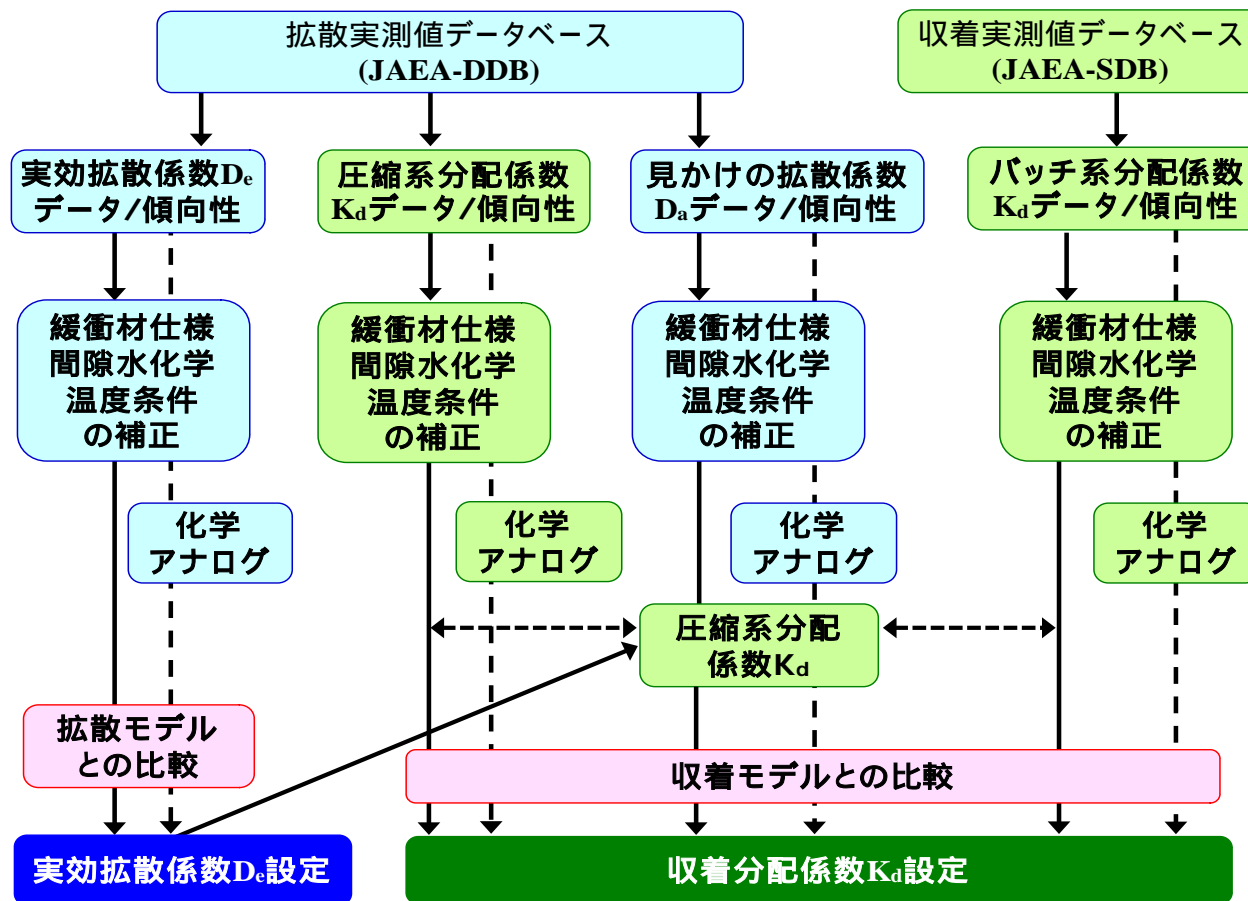 拡散実測値データベース
(JAEA-DDB)
収着実測値データベース
(JAEA-SDB)
実効拡散係数De
データ/傾向性
圧縮系分配係数
Kdデータ/傾向性
見かけの拡散係数
Daデータ/傾向性
バッチ系分配係数
Kdデータ/傾向性
緩衝材仕様
間隙水化学
温度条件
の補正
緩衝材仕様
間隙水化学
温度条件
の補正
緩衝材仕様
間隙水化学
温度条件
の補正
緩衝材仕様
間隙水化学
温度条件
の補正
化学
アナログ
化学
アナログ
化学
アナログ
化学
アナログ
圧縮系分配
係数Kd
拡散モデル
との比較
収着モデルとの比較
実効拡散係数De設定
収着分配係数Kd設定